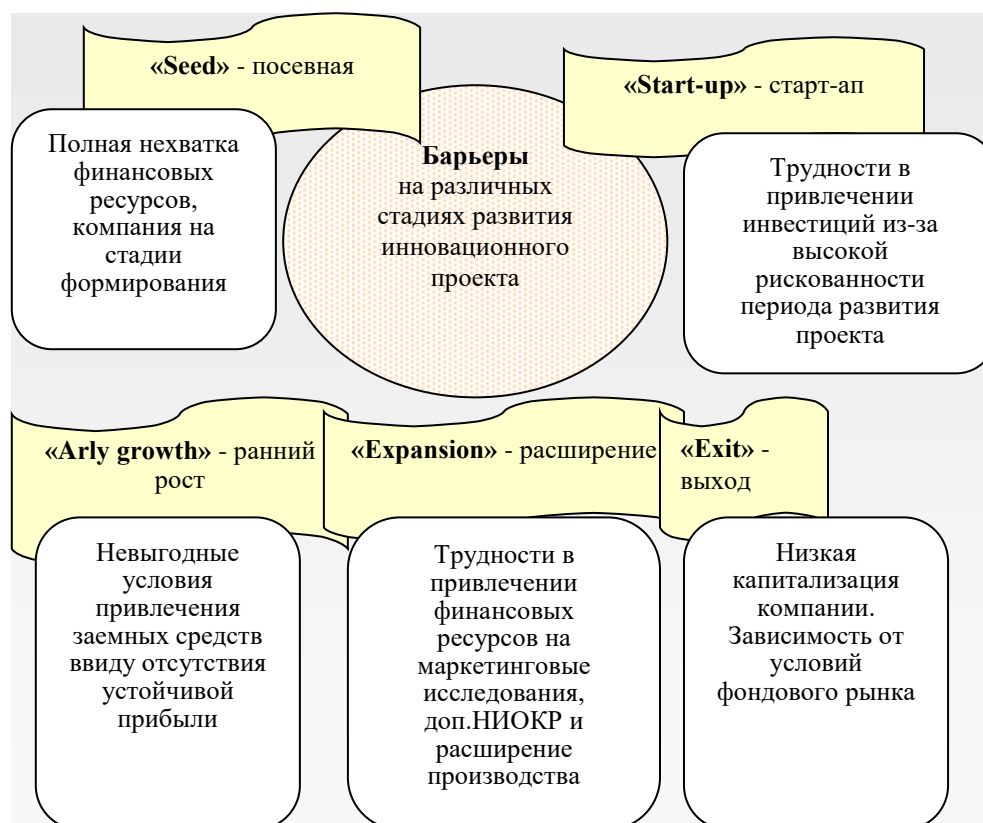 «Seed» - посевная
Полная нехватка
финансовых
ресурсов,
компания на
стадии
формирования
Барьеры
на различных
стадиях развития
инновационного
проекта
«Start-up» - старт-ап
Трудности в
привлечении
инвестиций из-за
высокой
рискованности
периода развития
проекта
«Arly growth» - ранний
рост
Невыгодные
условия
привлечения
заемных средств
ввиду отсутствия
устойчивой
прибыли
«Expansion» - расширение
Трудности в
привлечении
финансовых
ресурсов на
маркетинговые
исследования,
доп.НИОКР и
расширение
производства
«Exit» -
выход
Низкая
капитализация
компании.
Зависимость от
условий
фондового рынка